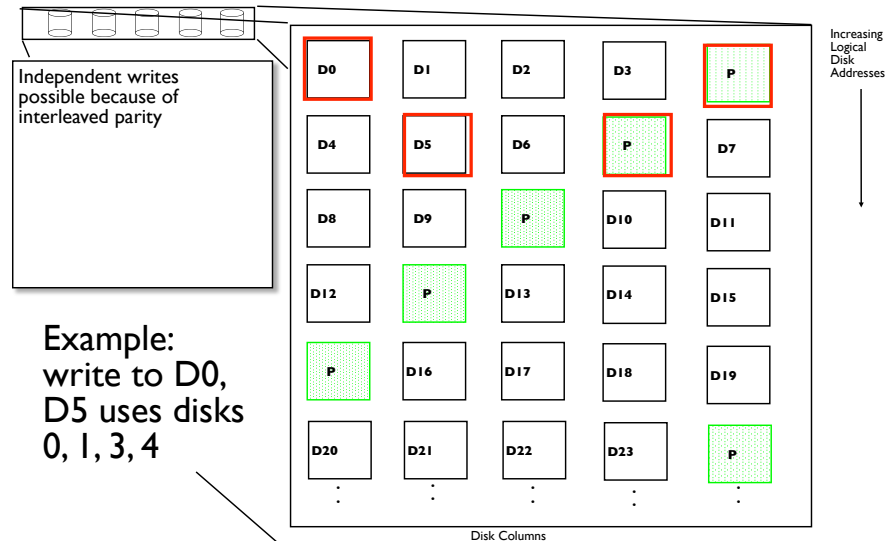 Independent writes
possible because of
interleaved parity
Example:
write to D0,
D5 uses disks
0, 1, 3, 4
D0 D1 D2 D3 P
D4 D5 D6 P D7
D8 D9 P D10 D11
D12 P D13 D14 D15
P D16 D17 D18 D19
D20 D21 D22 D23 P
Increasing
Logical
Disk
Addresses
Disk Columns